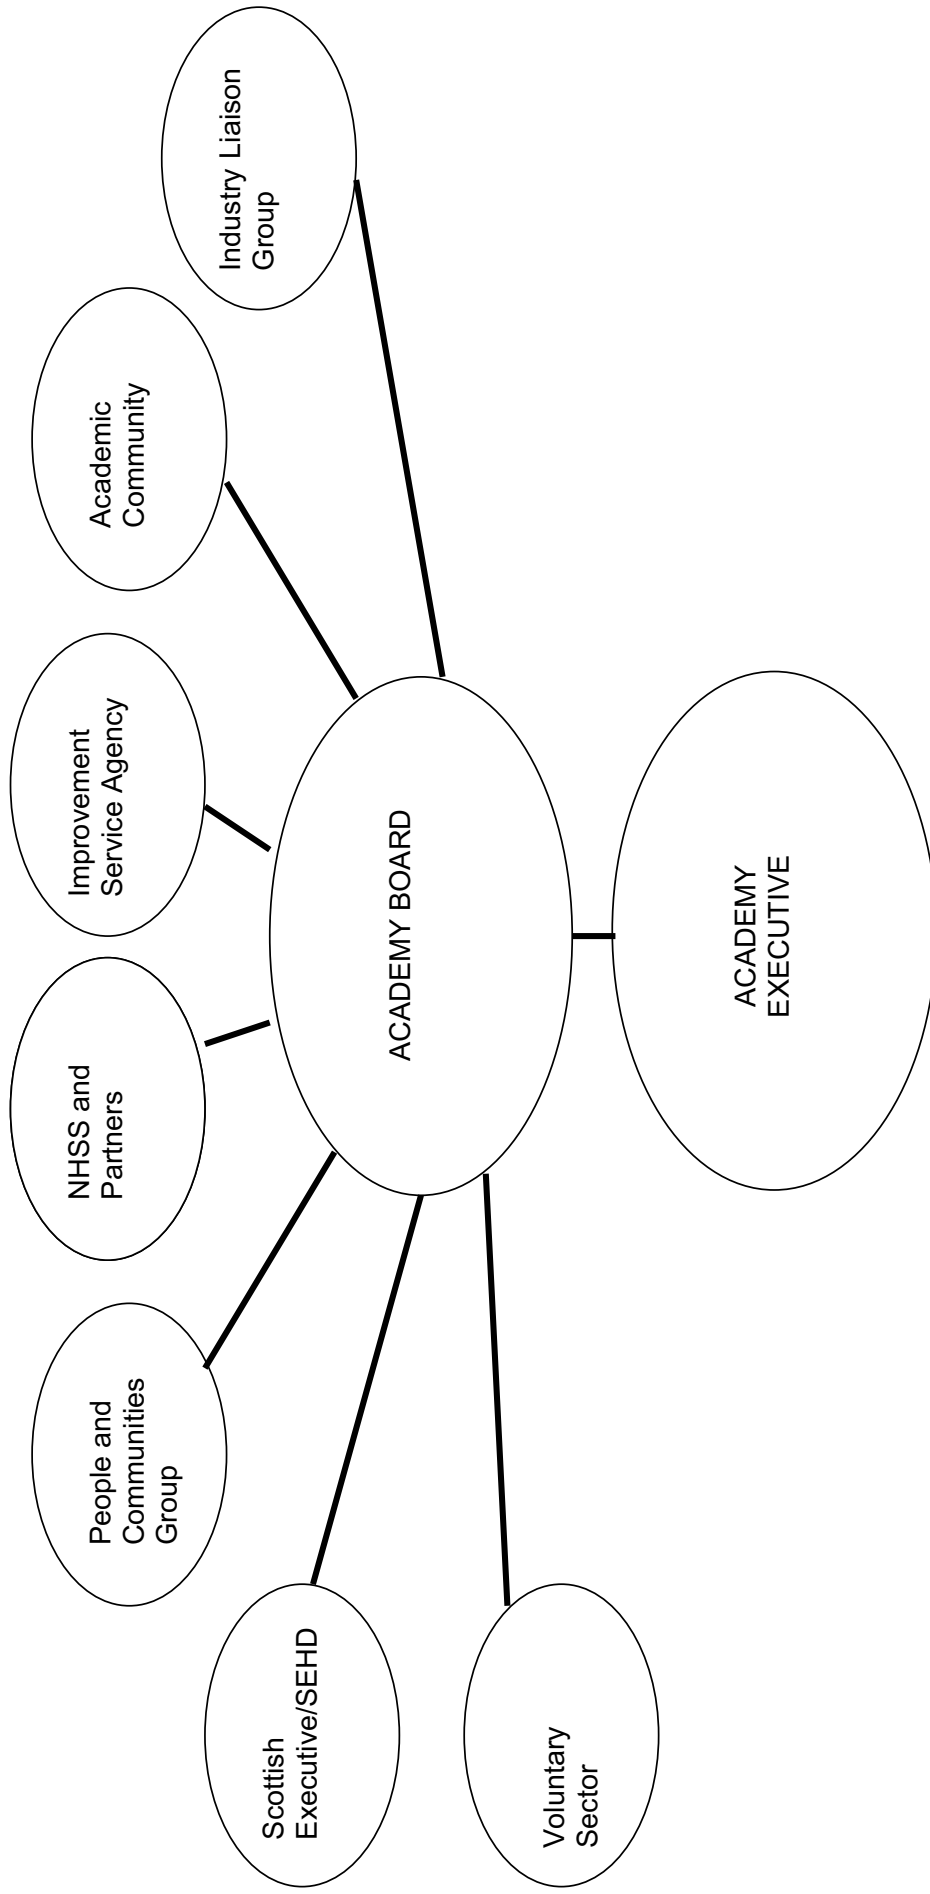 Voluntary
Sector
Scottish
Executive/SEHD
People and
Communities
Group
NHSS and
Partners
Improvement
Service Agency
Academic
Community
Industry Liaison
Group
ACADEMY BOARD
ACADEMY
EXECUTIVE